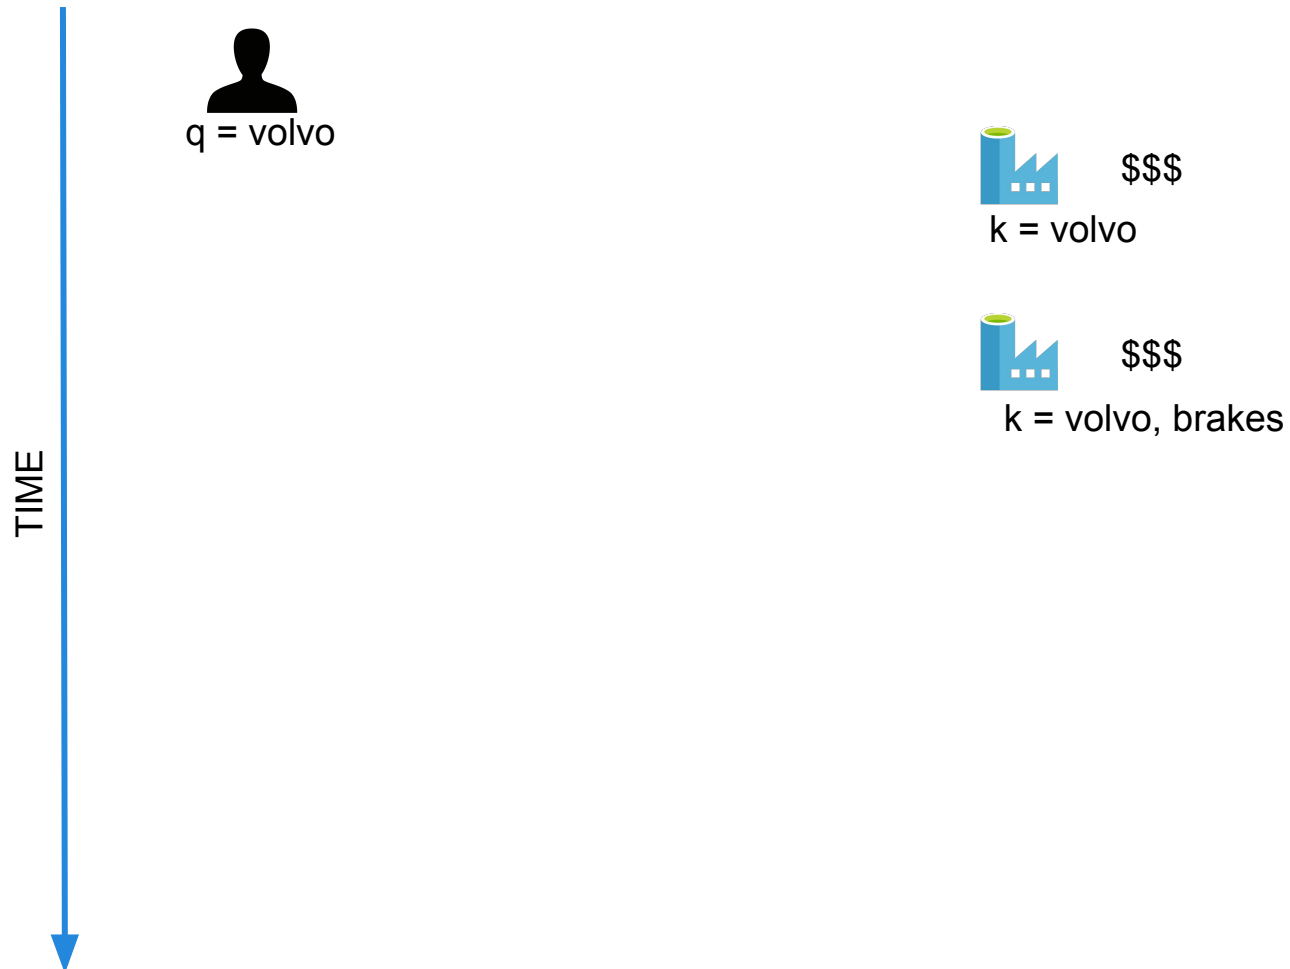 q = volvo
$$$
k = volvo
$$$
k = volvo, brakes
TIME